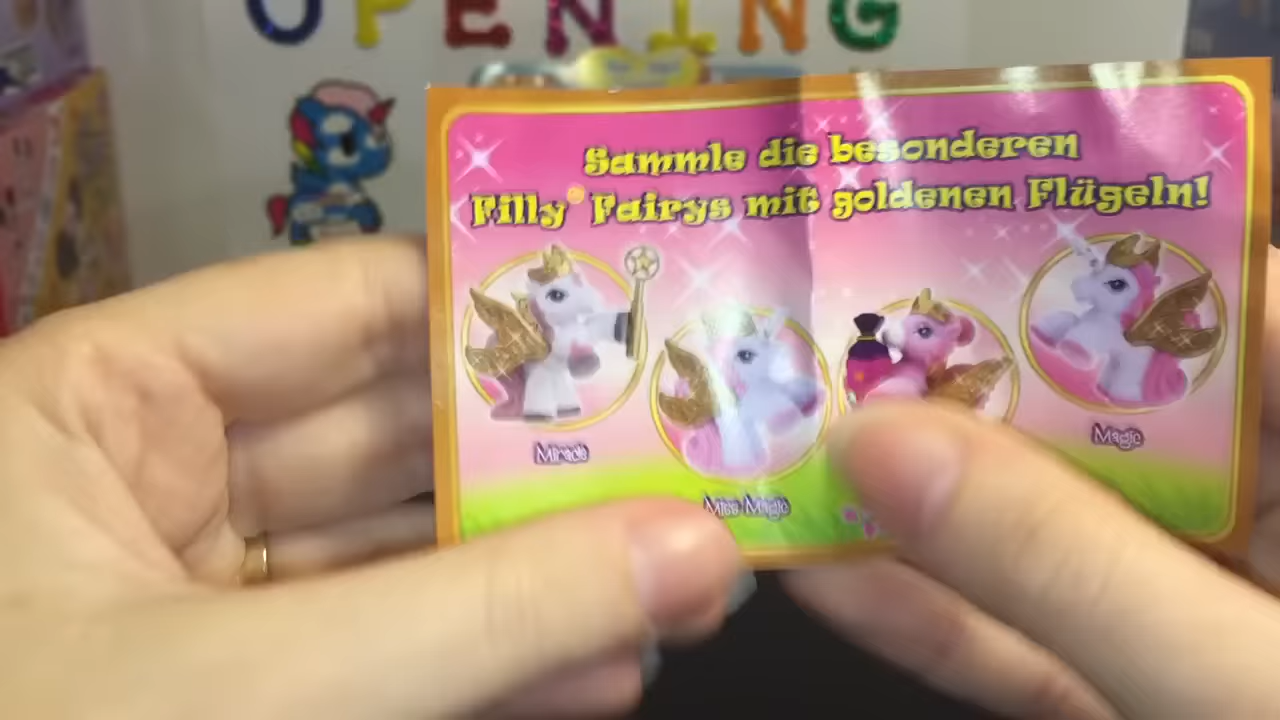 OPENING
Sammle die besonderen
Filly® Fairys mit goldenen Flügeln!
Miracle
Magic
Miss Magic